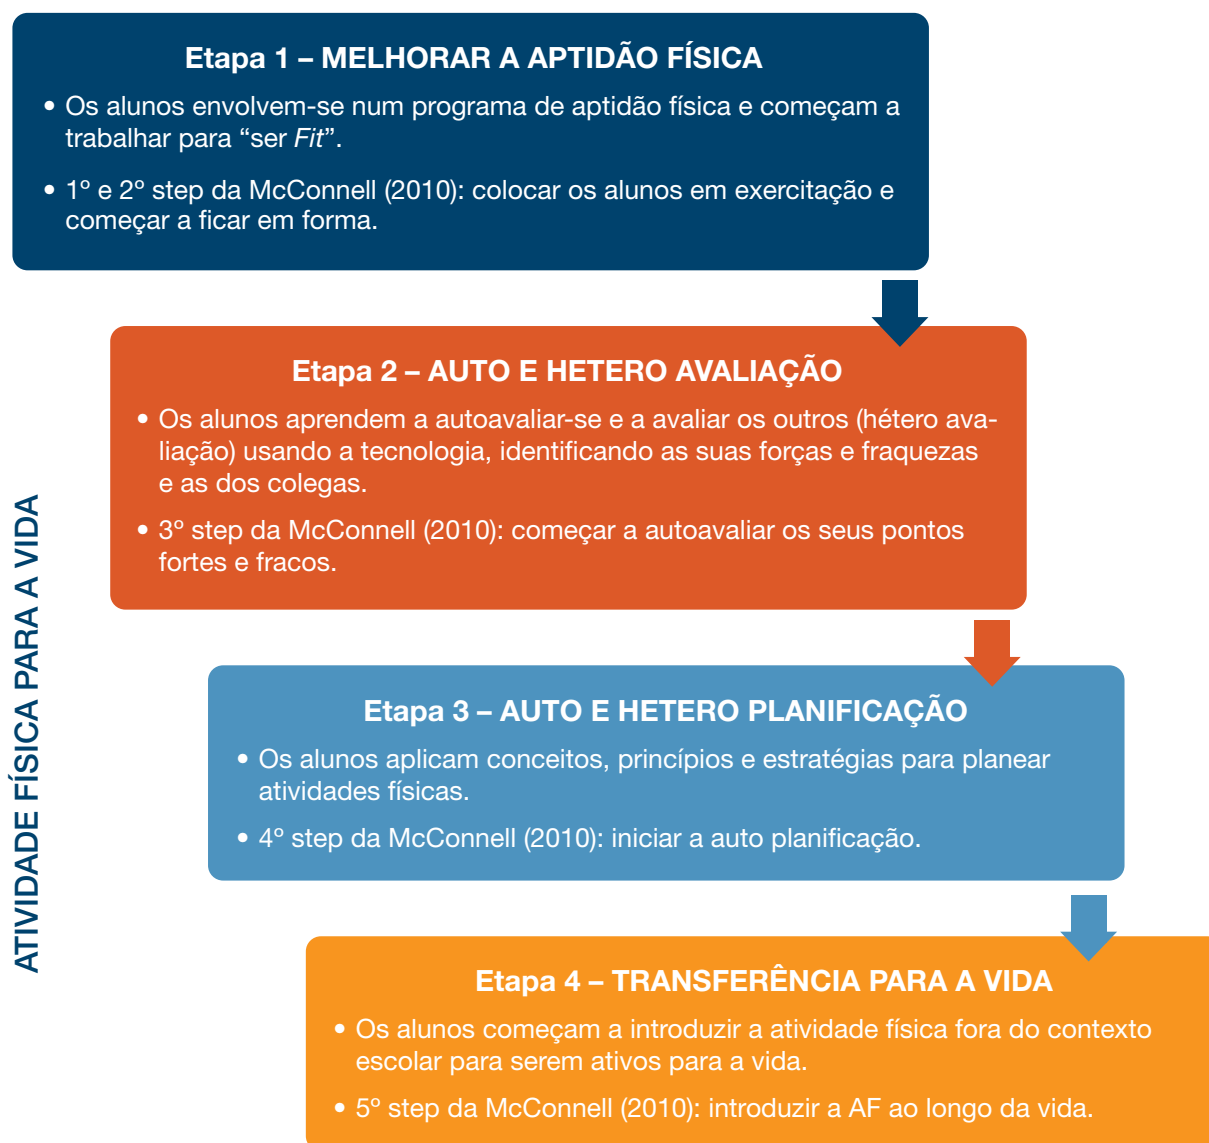 Etapa 1 – MELHORAR A APTIDÃO FÍSICA
• Os alunos envolvem-se num programa de aptidão física e começam a
trabalhar para “ser Fit”.
• 1º e 2º step da McConnell (2010): colocar os alunos em exercitação e
começar a ficar em forma.
Etapa 2 – AUTO E HETERO AVALIAÇÃO
• Os alunos aprendem a autoavaliar-se e a avaliar os outros (hétero ava-
liação) usando a tecnologia, identificando as suas forças e fraquezas
e as dos colegas.
• 3º step da McConnell (2010): começar a autoavaliar os seus pontos
fortes e fracos.
ATIVIDADE FÍSICA PARA A VIDA
Etapa 3 – AUTO E HETERO PLANIFICAÇÃO
• Os alunos aplicam conceitos, princípios e estratégias para planear
atividades físicas.
• 4º step da McConnell (2010): iniciar a auto planificação.
Etapa 4 – TRANSFERÊNCIA PARA A VIDA
• Os alunos começam a introduzir a atividade física fora do contexto
escolar para serem ativos para a vida.
• 5º step da McConnell (2010): introduzir a AF ao longo da vida.